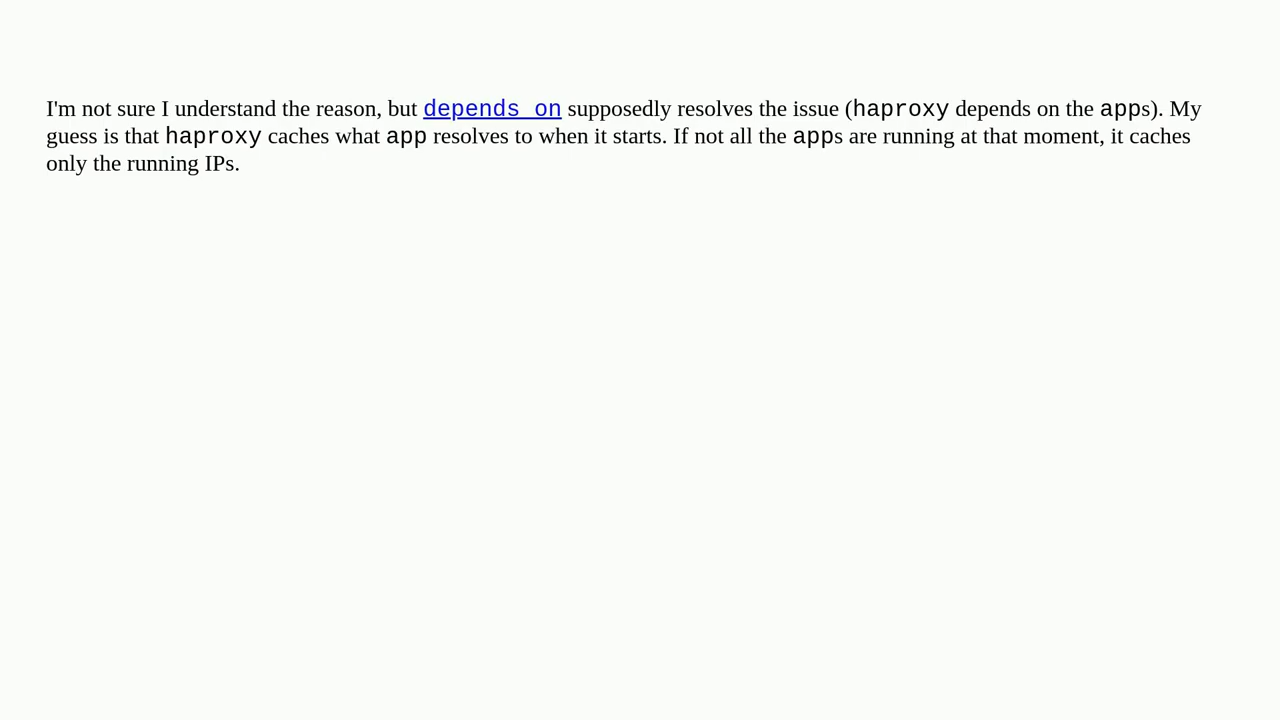 I'm not sure I understand the reason, but depends_on supposedly resolves the issue (haproxy depends on the apps). My
guess is that haproxy caches what app resolves to when it starts. If not all the apps are running at that moment, it caches
only the running IPs.